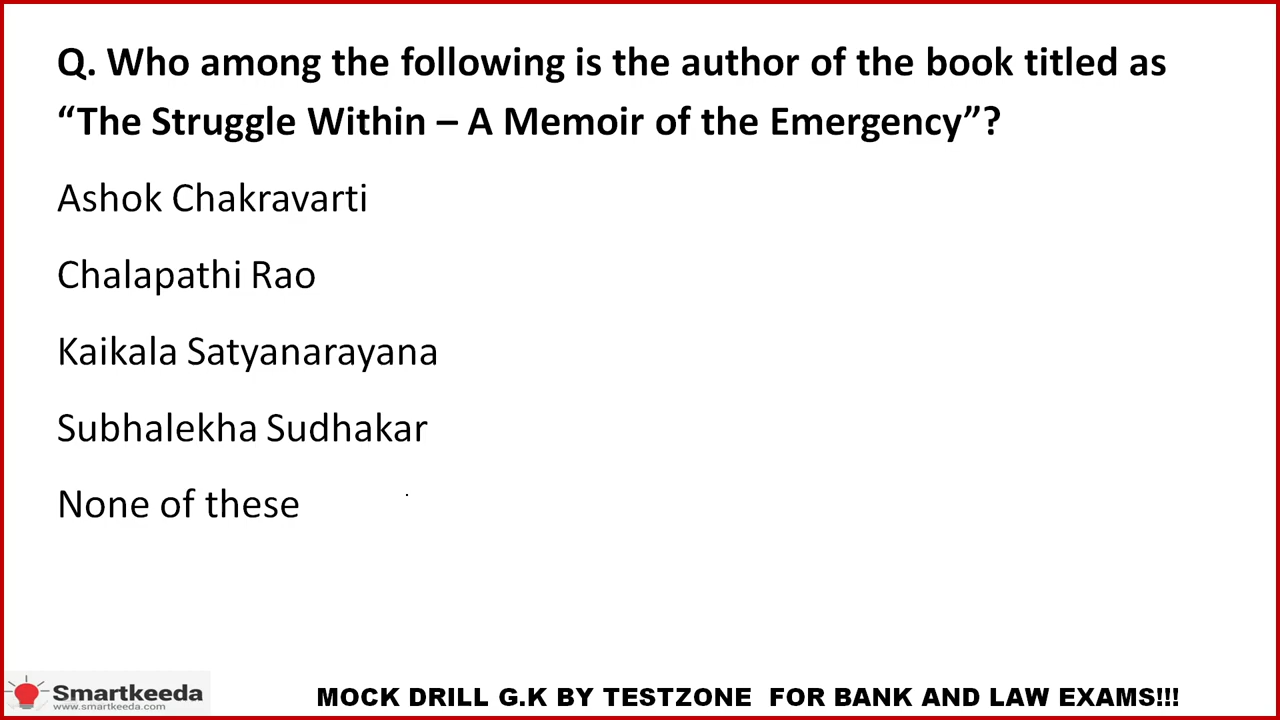 Q. Who among the following is the author of the book titled as
“The Struggle Within – A Memoir of the Emergency”?
Ashok Chakravarti
Chalapathi Rao
Kaikala Satyanarayana
Subhalekha Sudhakar
None of these
Smartkeeda
www.smartkeeda.com
MOCK DRILL G.K BY TESTZONE FOR BANK AND LAW EXAMS!!!